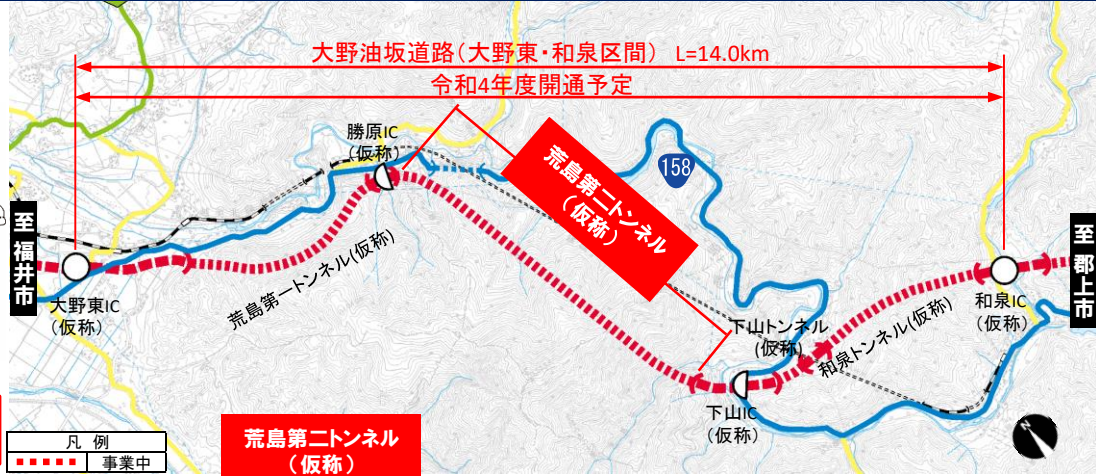 大野油坂道路(大野東・和泉区間) L=14.0km
令和4年度開通予定
勝原IC
(仮称)
158
荒島第二トンネル
(仮称)
至福井市
大野東IC
(仮称)
荒島第一トンネル(仮称)
下山トンネル
(仮称)
和泉トンネル(仮称)
下山IC
(仮称)
和泉IC
(仮称)
至郡上市
荒島第二トンネル
(仮称)
凡 例
事業中
N